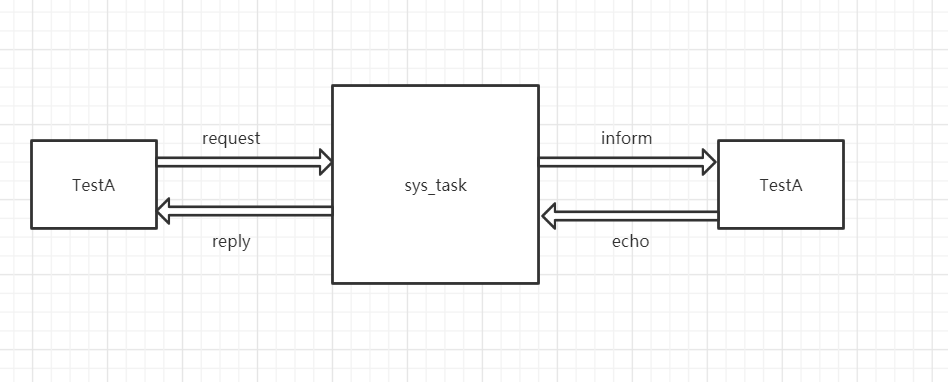 request
inform
TestA
sys_task
TestA
reply
echo